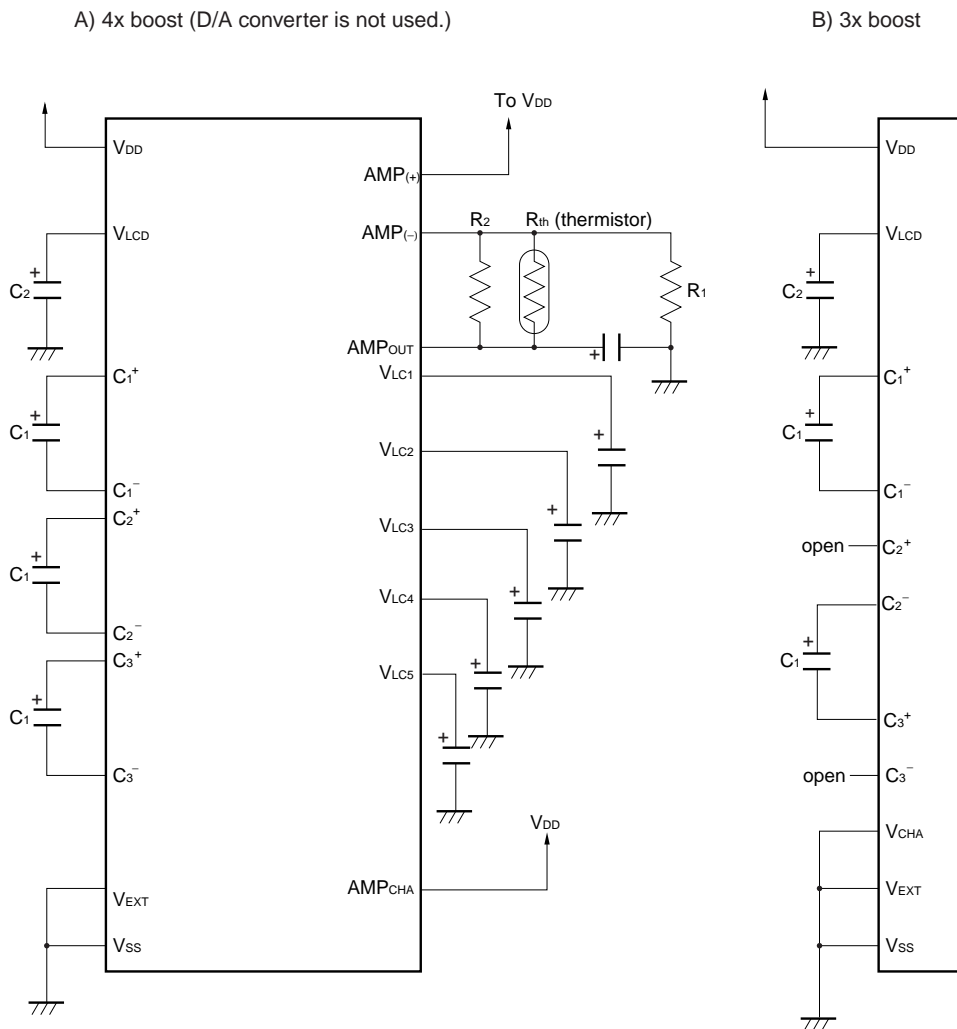 A) 4x boost (D/A converter is not used.)
To VDD
VDD
AMP(+)
VLCD
AMP(−)
R2
Rth (thermistor)
+
C2
R1
AMPOUT
+
VLC1
C1+
+
C1
C1−
+
VLC2
C2+
+
C1
C2−
+
VLC3
+
VLC4
C3+
+
C1
C3−
+
VLC5
+
VDD
AMPCHA
VEXT
VSS
B) 3x boost
VDD
VLCD
+
C2
C1+
+
C1
C1−
open
C2+
C2−
+
C1
C3+
open
C3−
VCHA
VEXT
VSS